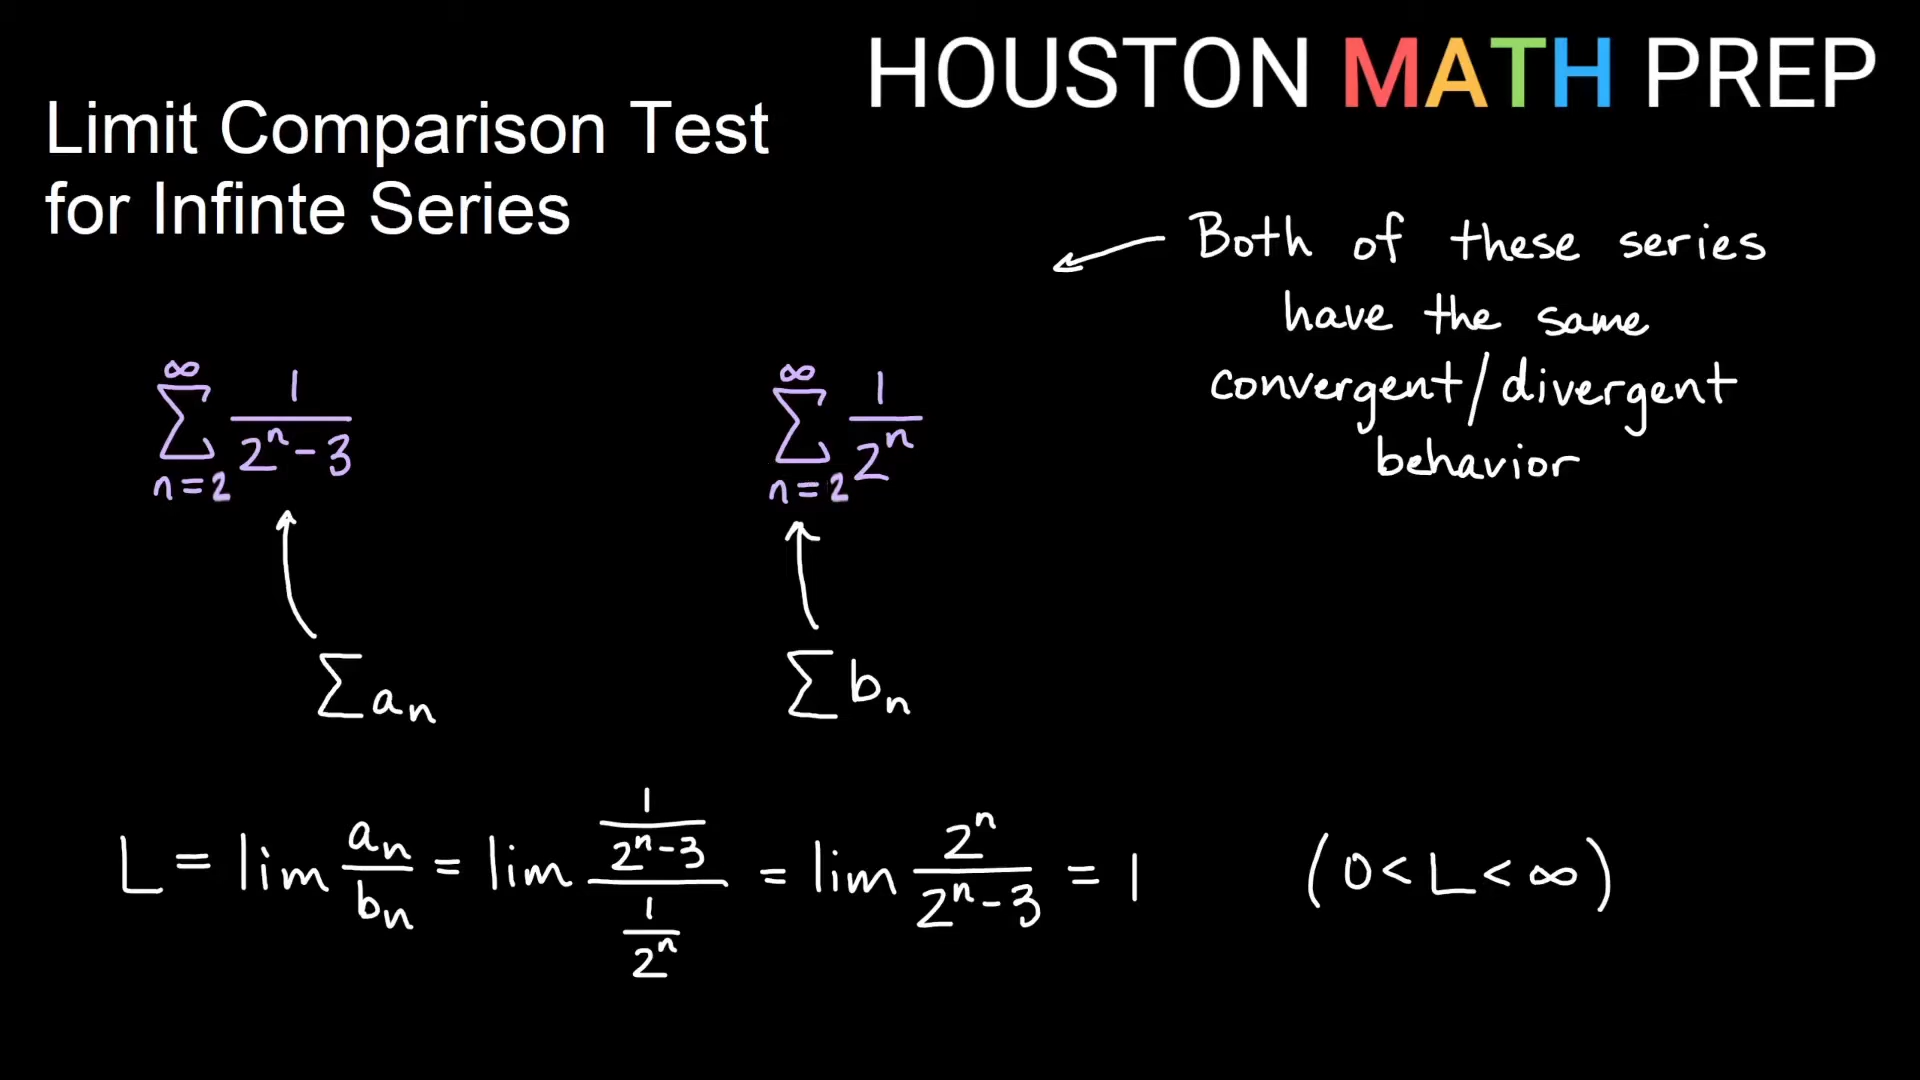 HOUSTON MATH PREP
Limit Comparison Test
for Infinte Series
Both of these series
have the same
convergent/divergent
behavior
∞ ∑ n=2 1/(2ⁿ-3)
∞ ∑ n=2 1/2ⁿ
∑aₙ
∑bₙ
L = lim aₙ/bₙ = lim (1/(2ⁿ-3))/(1/2ⁿ) = lim 2ⁿ/(2ⁿ-3) = 1 (0<L<∞)